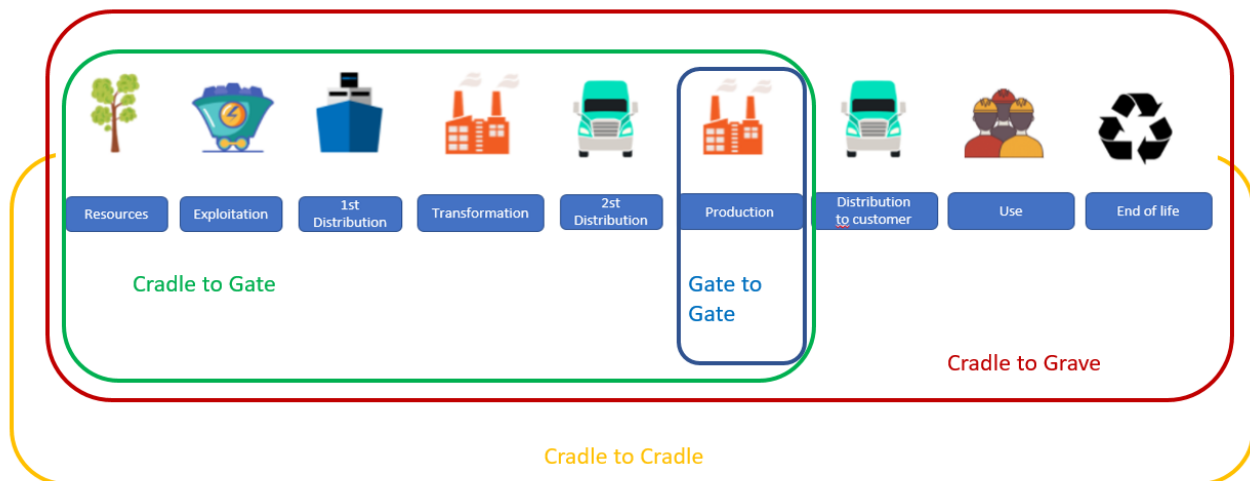 Resources
Exploitation
1st
Distribution
Transformation
2st
Distribution
Production
Distribution
to customer
Use
End of life
Cradle to Gate
Gate to
Gate
Cradle to Grave
Cradle to Cradle